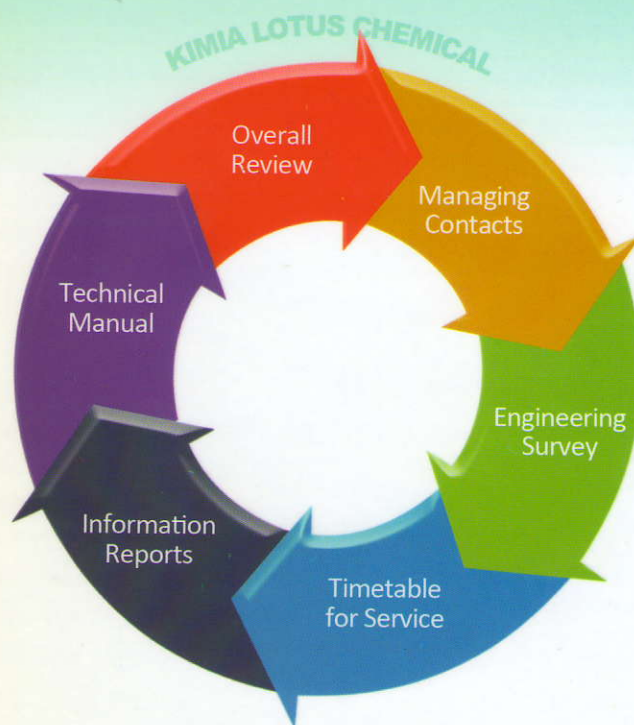 KIMIA LOTUS CHEMICAL
Overall
Review
Managing
Contacts
Engineering
Survey
Timetable
for Service
Information
Reports
Technical
Manual